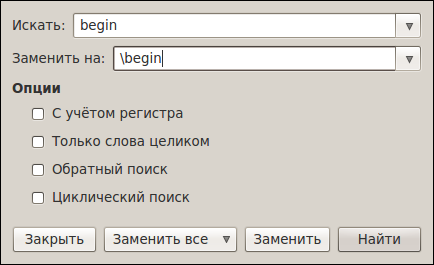 Искать: begin
Заменить на: \begin
Опции
С учётом регистра
Только слова целиком
Обратный поиск
Циклический поиск
Закрыть Заменить все Заменить Найти